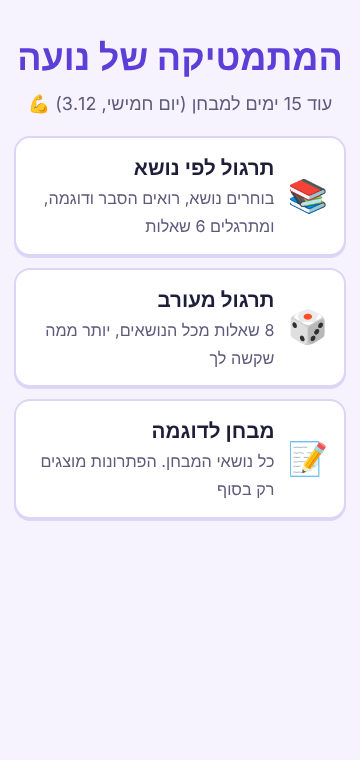 המתמטיקה של נועה
עוד 15 ימים למבחן (יום חמישי, 3.12) 💪
תרגול לפי נושא
בוחרים נושא, רואים הסבר ודוגמה,
ומתרגלים 6 שאלות
תרגול מעורב
8 שאלות מכל הנושאים, יותר ממה
שקשה לך
מבחן לדוגמה
כל נושאי המבחן. הפתרונות מוצגים
רק בסוף